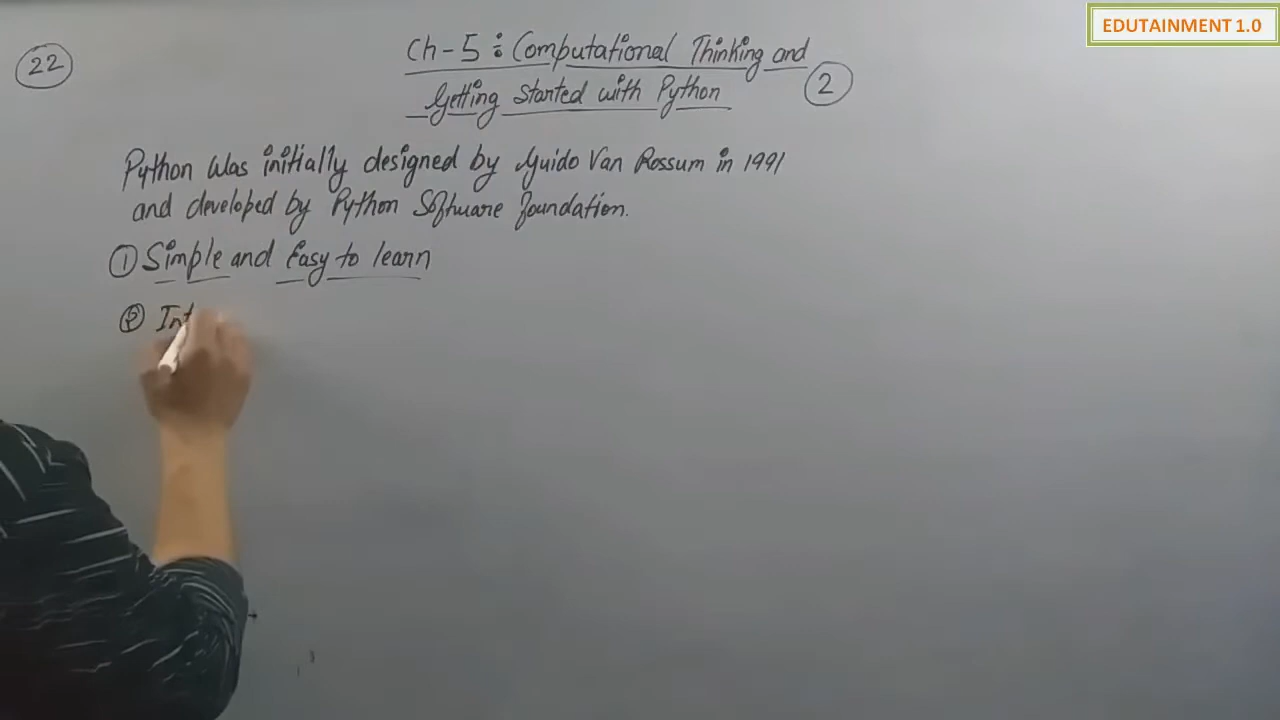 EDUTAINMENT 1.0
22
Ch-5: Computational Thinking and
Getting Started with Python
2
Python was initially designed by Guido Van Rossum in 1991
and developed by Python Software Foundation.
① Simple and Easy to learn
② Int